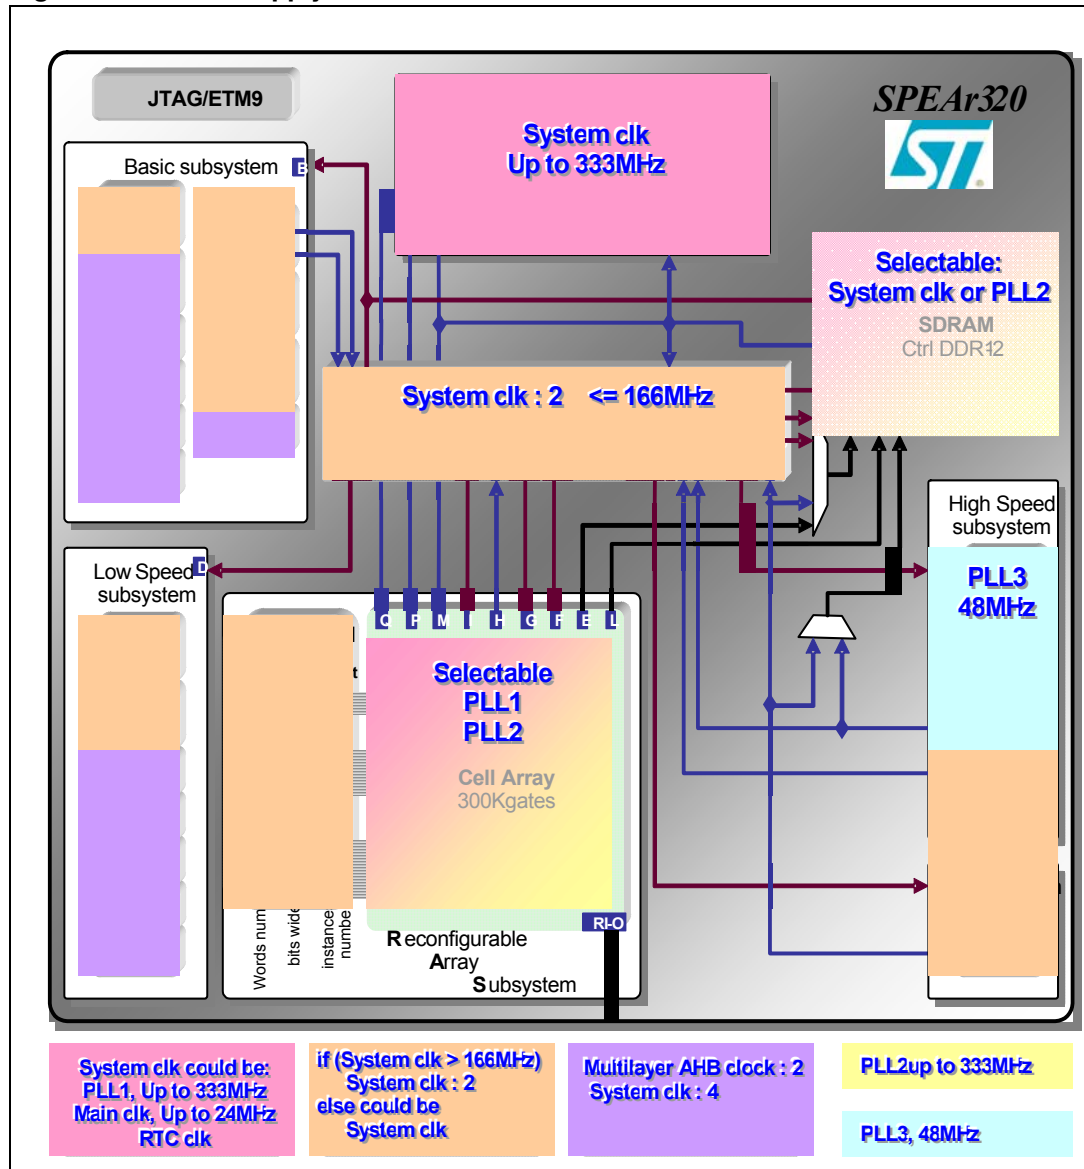 JTAG/ETM9
SPEAr320
ST
System clk
Up to 333MHz
Basic subsystem
B
Selectable:
System clk or PLL2
SDRAM
Ctrl DDR12
System clk : 2 <= 166MHz
High Speed
subsystem
PLL3
48MHz
Low Speed
subsystem
D
P M I H G F E L
Selectable
PLL1
PLL2
Cell Array
300Kgates
Words num
bits wide
instance
numbe
RI-O
Reconfigurable
Array
Subsystem
System clk could be:
PLL1, Up to 333MHz
Main clk, Up to 24MHz
RTC clk
if (System clk > 166MHz)
System clk : 2
else could be
System clk
Multilayer AHB clock : 2
System clk : 4
PLL2up to 333MHz
PLL3, 48MHz